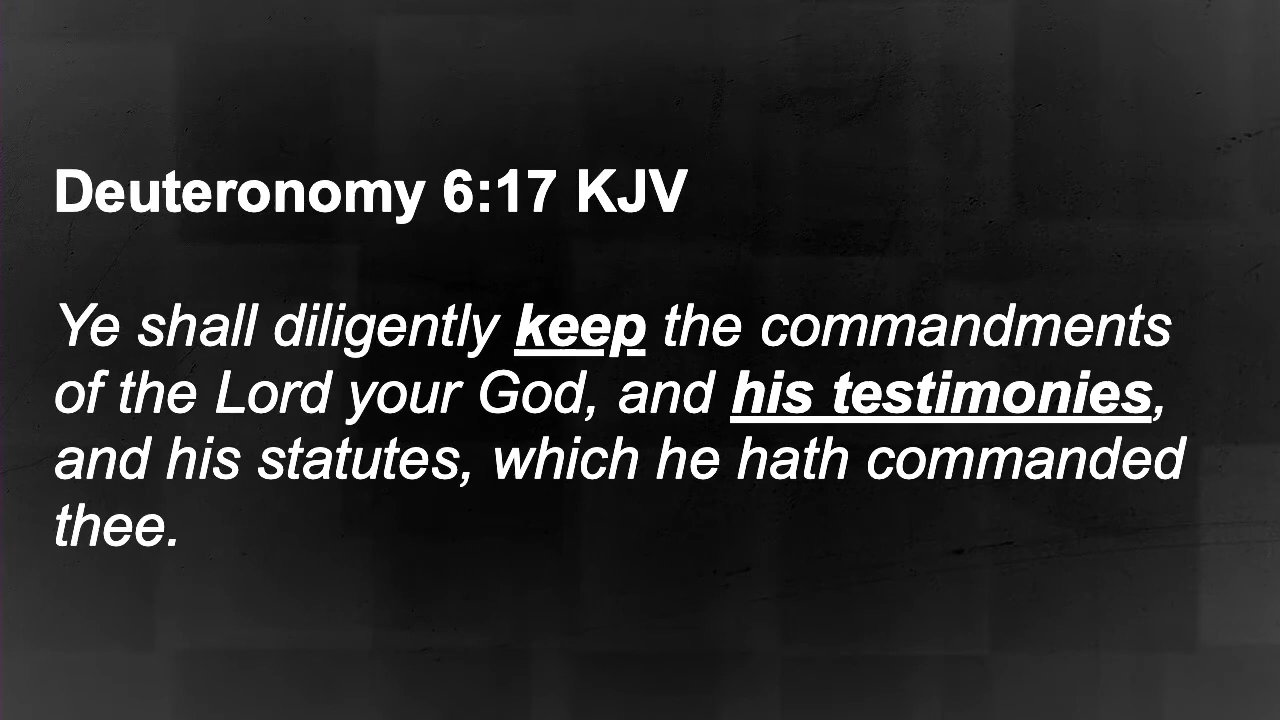 Deuteronomy 6:17 KJV
Ye shall diligently keep the commandments
of the Lord your God, and his testimonies,
and his statutes, which he hath commanded
thee.